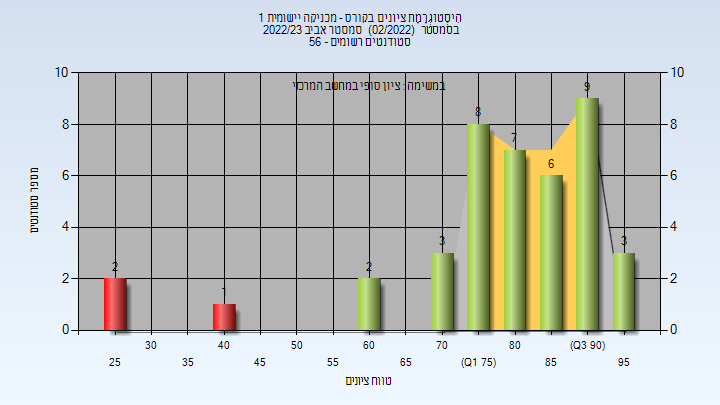 היסטוגרמת ציונים בקורס - מכניקה יישומית 1
בסמסטר (02/2022) סמסטר אביב 2022/23
סטודנטים רשומים - 56
במשימה : ציון סופי במחשב המרכזי
מספר סטודנטים
10 10
8 8
6 6
4 4
2 2
0 0
2 1 2 3 8 7 6 9 3
30 40 50 60 70 80 (Q3 90)
25 35 45 55 65 (Q1 75) 85 95
טווח ציונים